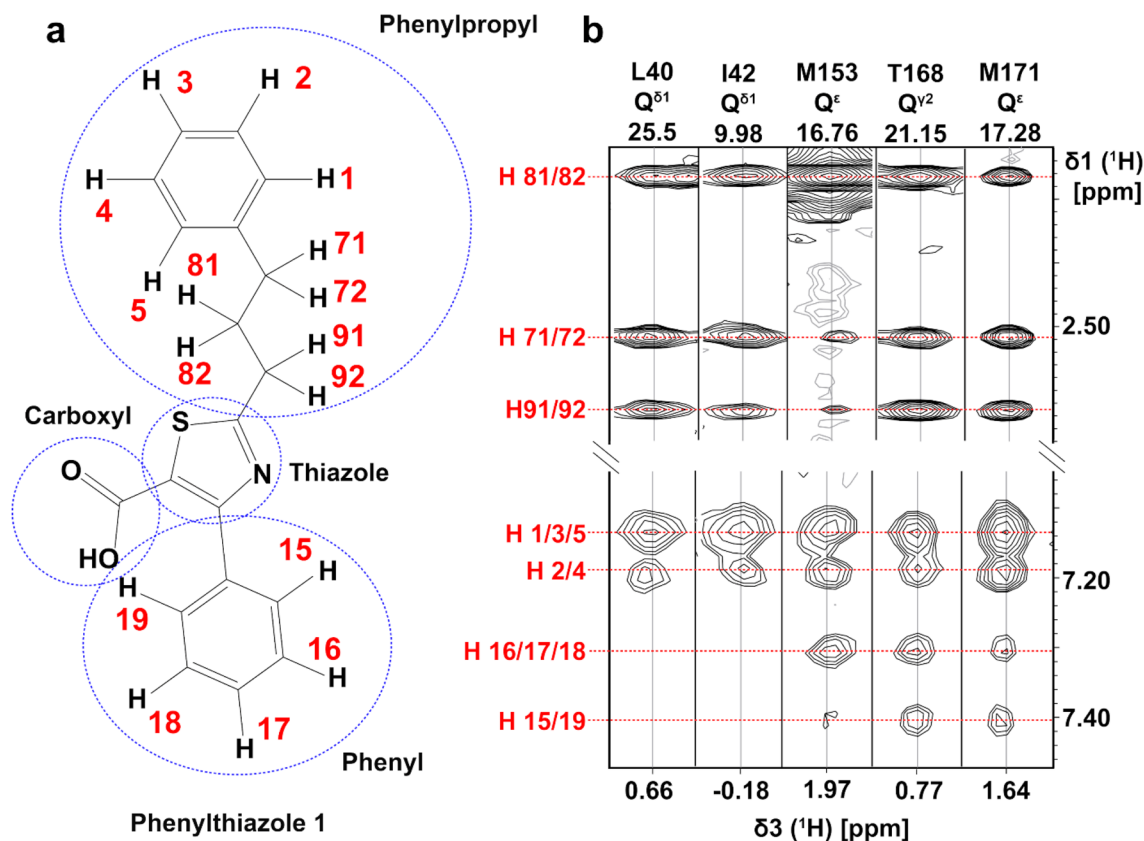 a
Phenylpropyl
H 3
H 2
H 4
H 1
H 5
81
H 71
H 72
H
H 82
H 91
H 92
Carboxyl
S
N
Thiazole
O
HO
15
H
H
19
16
H
H
18
H
17
Phenyl
Phenylthiazole 1
b
L40 I42 M153 T168 M171
Qδ1 Qδ1 Qε Qγ2 Qε
25.5 9.98 16.76 21.15 17.28
δ1 (1H)
[ppm]
H 81/82
2.50
H 71/72
H91/92
H 1/3/5
H 2/4
7.20
H 16/17/18
H 15/19
7.40
0.66 -0.18 1.97 0.77 1.64
δ3 (1H) [ppm]